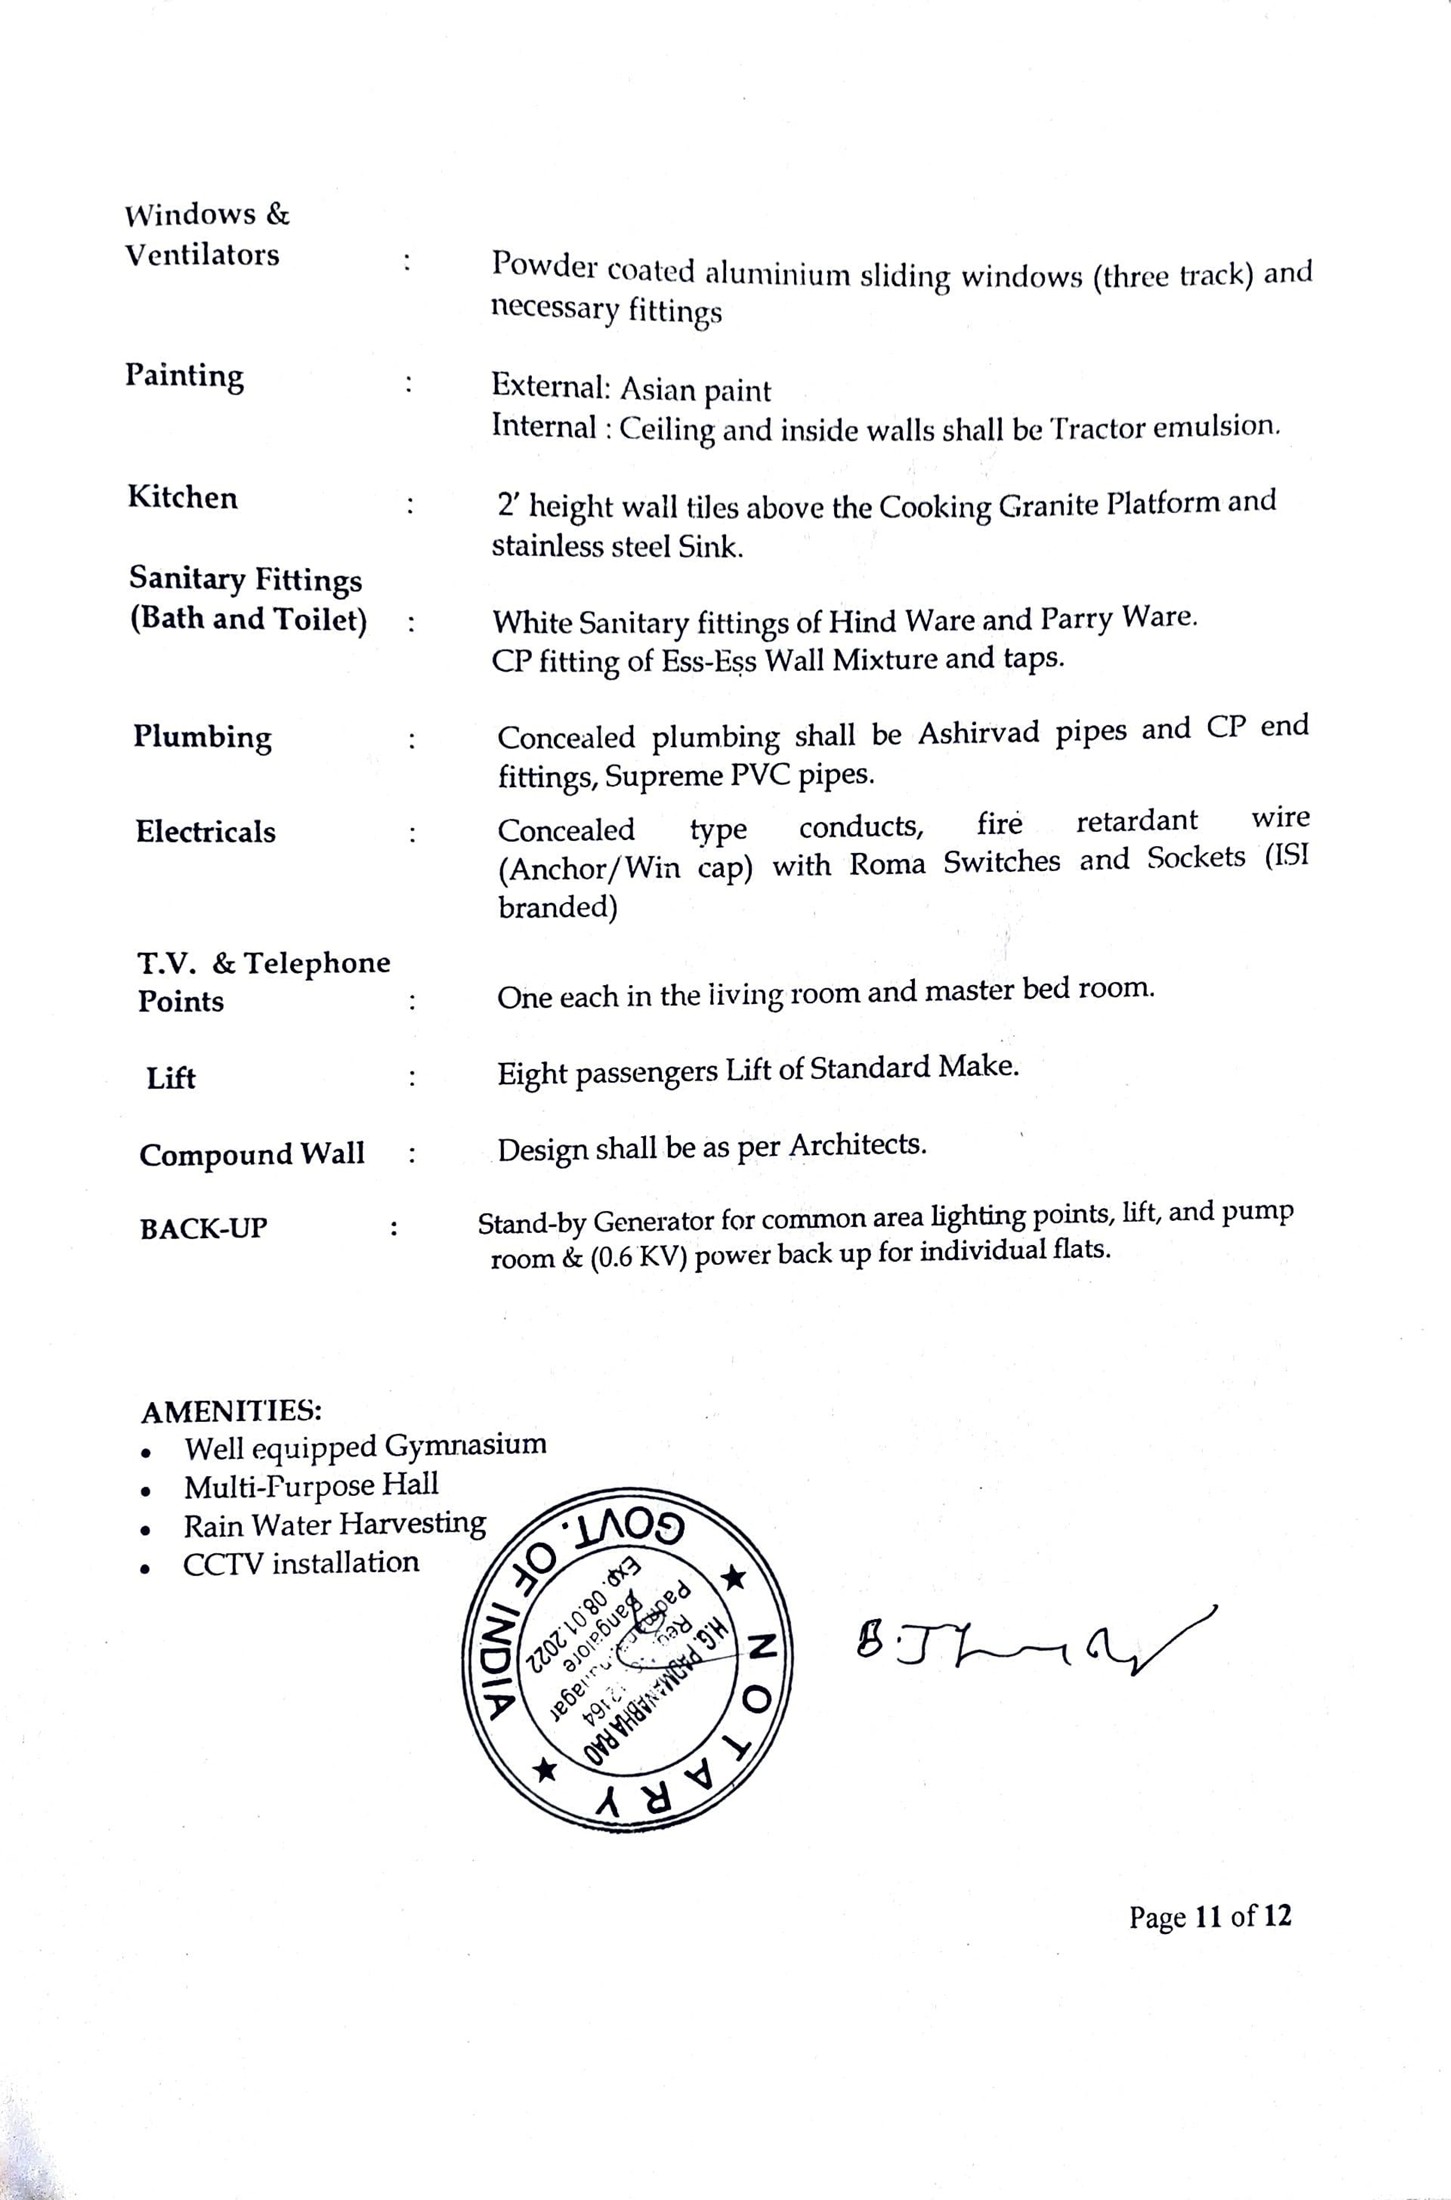 Windows &
Ventilators : Powder coated aluminium sliding windows (three track) and
necessary fittings
Painting : External: Asian paint
Internal : Ceiling and inside walls shall be Tractor emulsion.
Kitchen : 2' height wall tiles above the Cooking Granite Platform and
stainless steel Sink.
Sanitary Fittings
(Bath and Toilet) : White Sanitary fittings of Hind Ware and Parry Ware.
CP fitting of Ess-Ess Wall Mixture and taps.
Plumbing : Concealed plumbing shall be Ashirvad pipes and CP end
fittings, Supreme PVC pipes.
Electricals : Concealed type conducts, fire retardant wire
(Anchor/Win cap) with Roma Switches and Sockets (ISI
branded)
T.V. & Telephone
Points : One each in the living room and master bed room.
Lift : Eight passengers Lift of Standard Make.
Compound Wall : Design shall be as per Architects.
BACK-UP : Stand-by Generator for common area lighting points, lift, and pump
room & (0.6 KV) power back up for individual flats.
AMENITIES:
• Well equipped Gymnasium
• Multi-Purpose Hall
• Rain Water Harvesting
• CCTV installation
★ NOTARY ★ GOVT. OF INDIA
H.G. PADMANABHA RAO
Reg.
Bangalore
Exp. 08.01.2022
Page 11 of 12